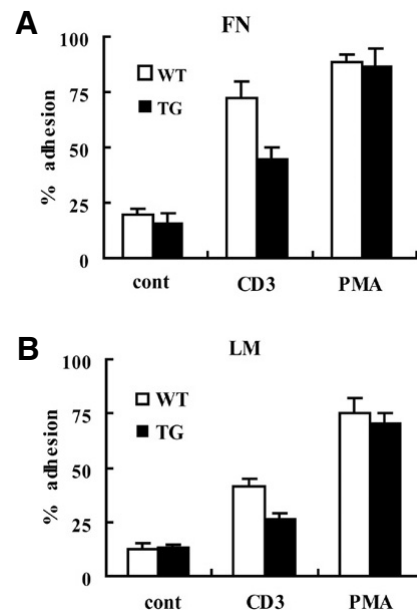 A
FN
100
75
50
25
0
% adhesion
WT
TG
cont CD3 PMA
B
LM
100
75
50
25
0
% adhesion
WT
TG
cont CD3 PMA